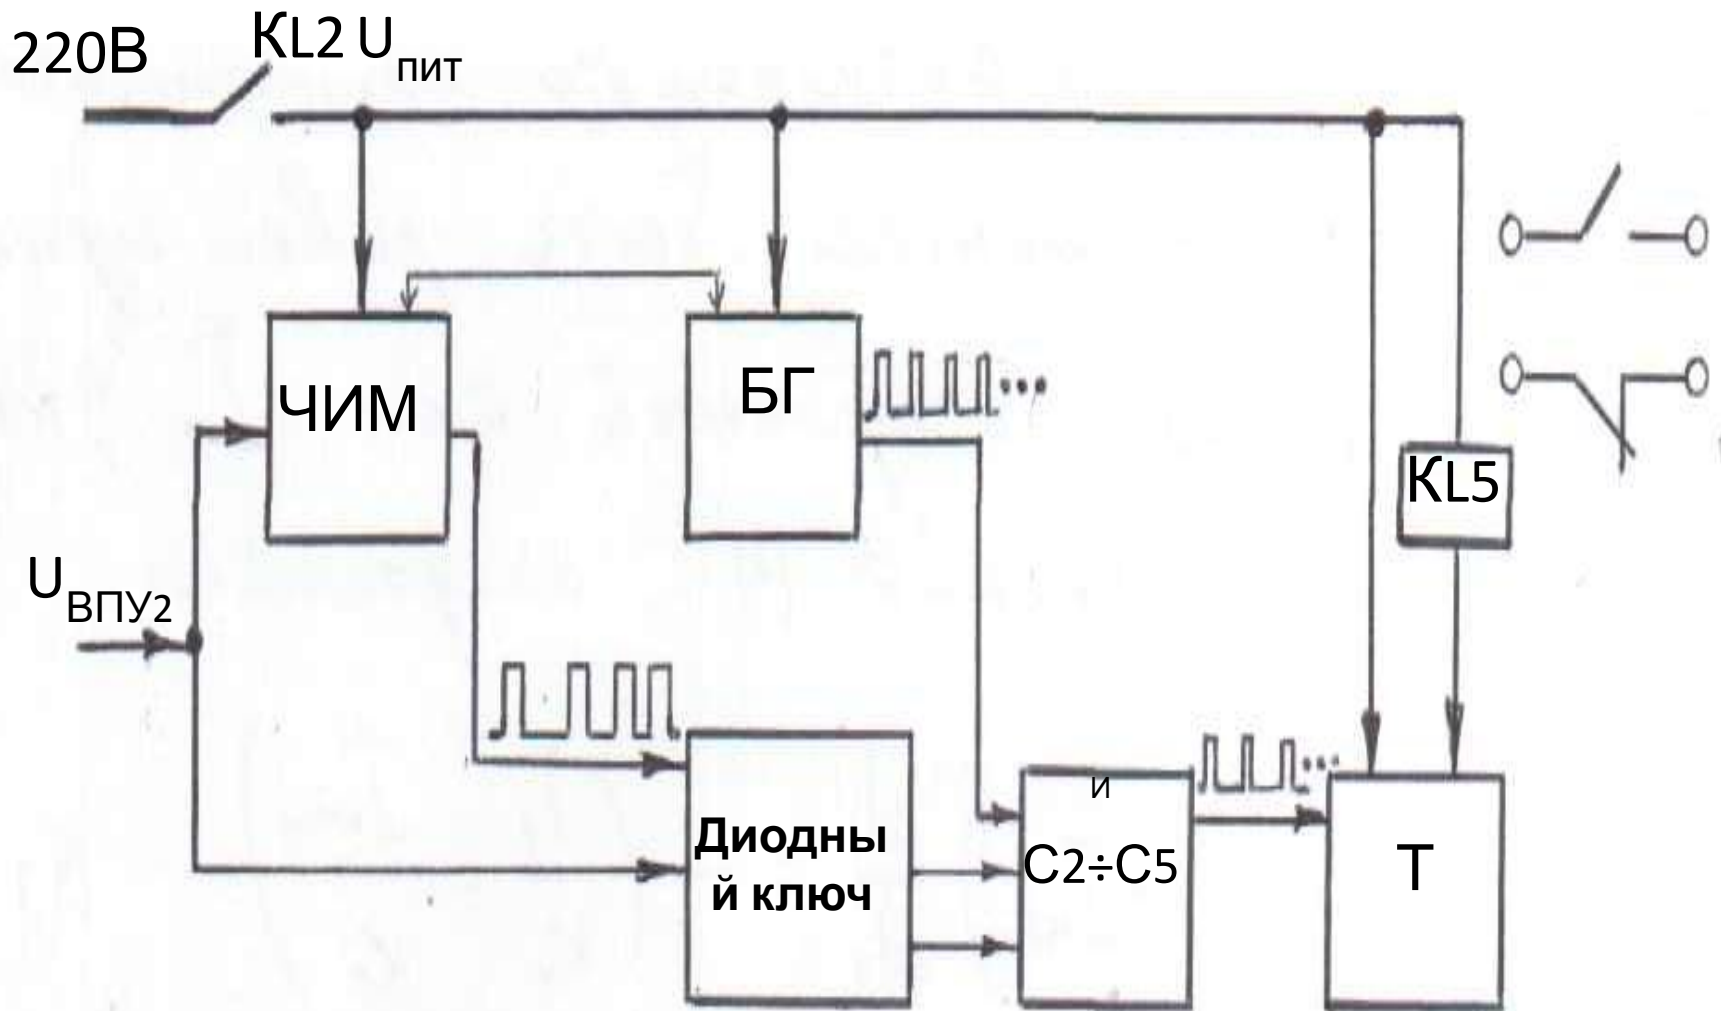 220В
КL2 Uпит
ЧИМ
БГ
КL5
UВПУ2
Диодны
й ключ
и
С2÷С5
Т